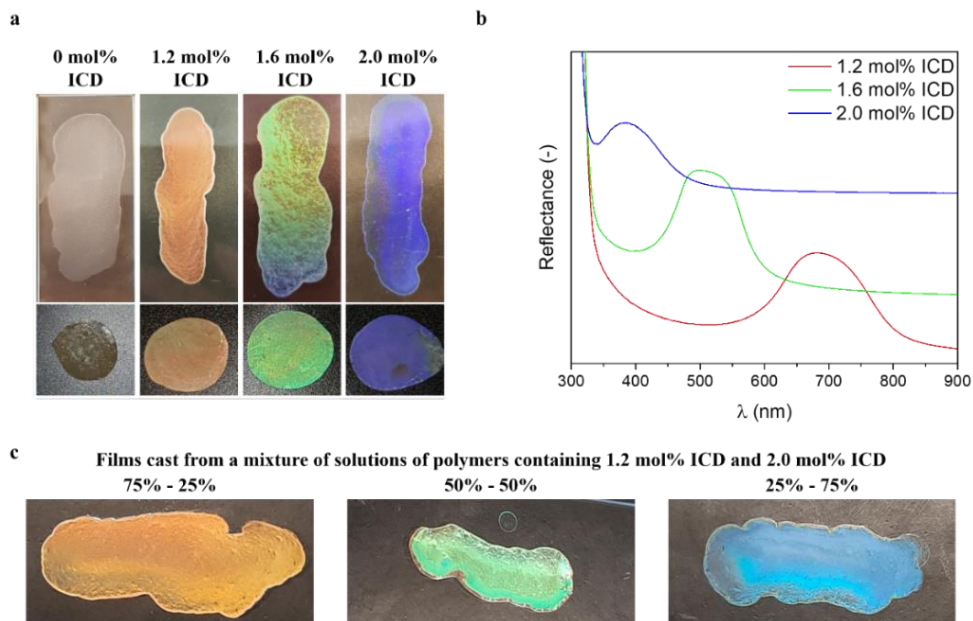 a
0 mol%
ICD
1.2 mol%
ICD
1.6 mol%
ICD
2.0 mol%
ICD
b
1.2 mol% ICD
1.6 mol% ICD
2.0 mol% ICD
Reflectance (-)
300 400 500 600 700 800 900
λ (nm)
c
Films cast from a mixture of solutions of polymers containing 1.2 mol% ICD and 2.0 mol% ICD
75% - 25% 50% - 50% 25% - 75%